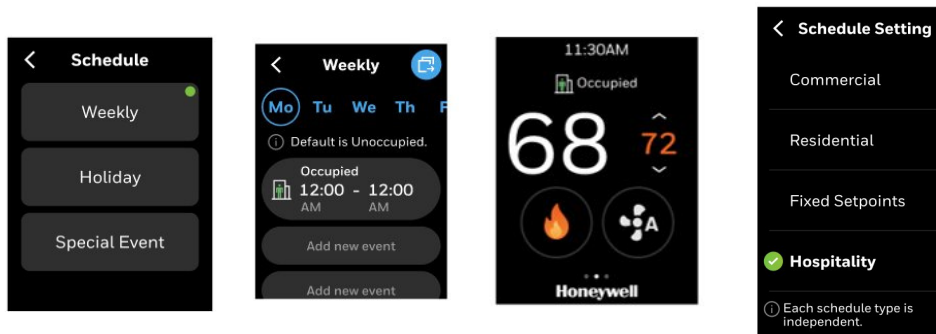 Schedule
Weekly
Holiday
Special Event
Weekly
Mo Tu We Th F
Default is Unoccupied.
Occupied
12:00 - 12:00
AM AM
Add new event
Add new event
11:30AM
Occupied
68 72
A
Honeywell
Schedule Setting
Commercial
Residential
Fixed Setpoints
Hospitality
Each schedule type is
independent.